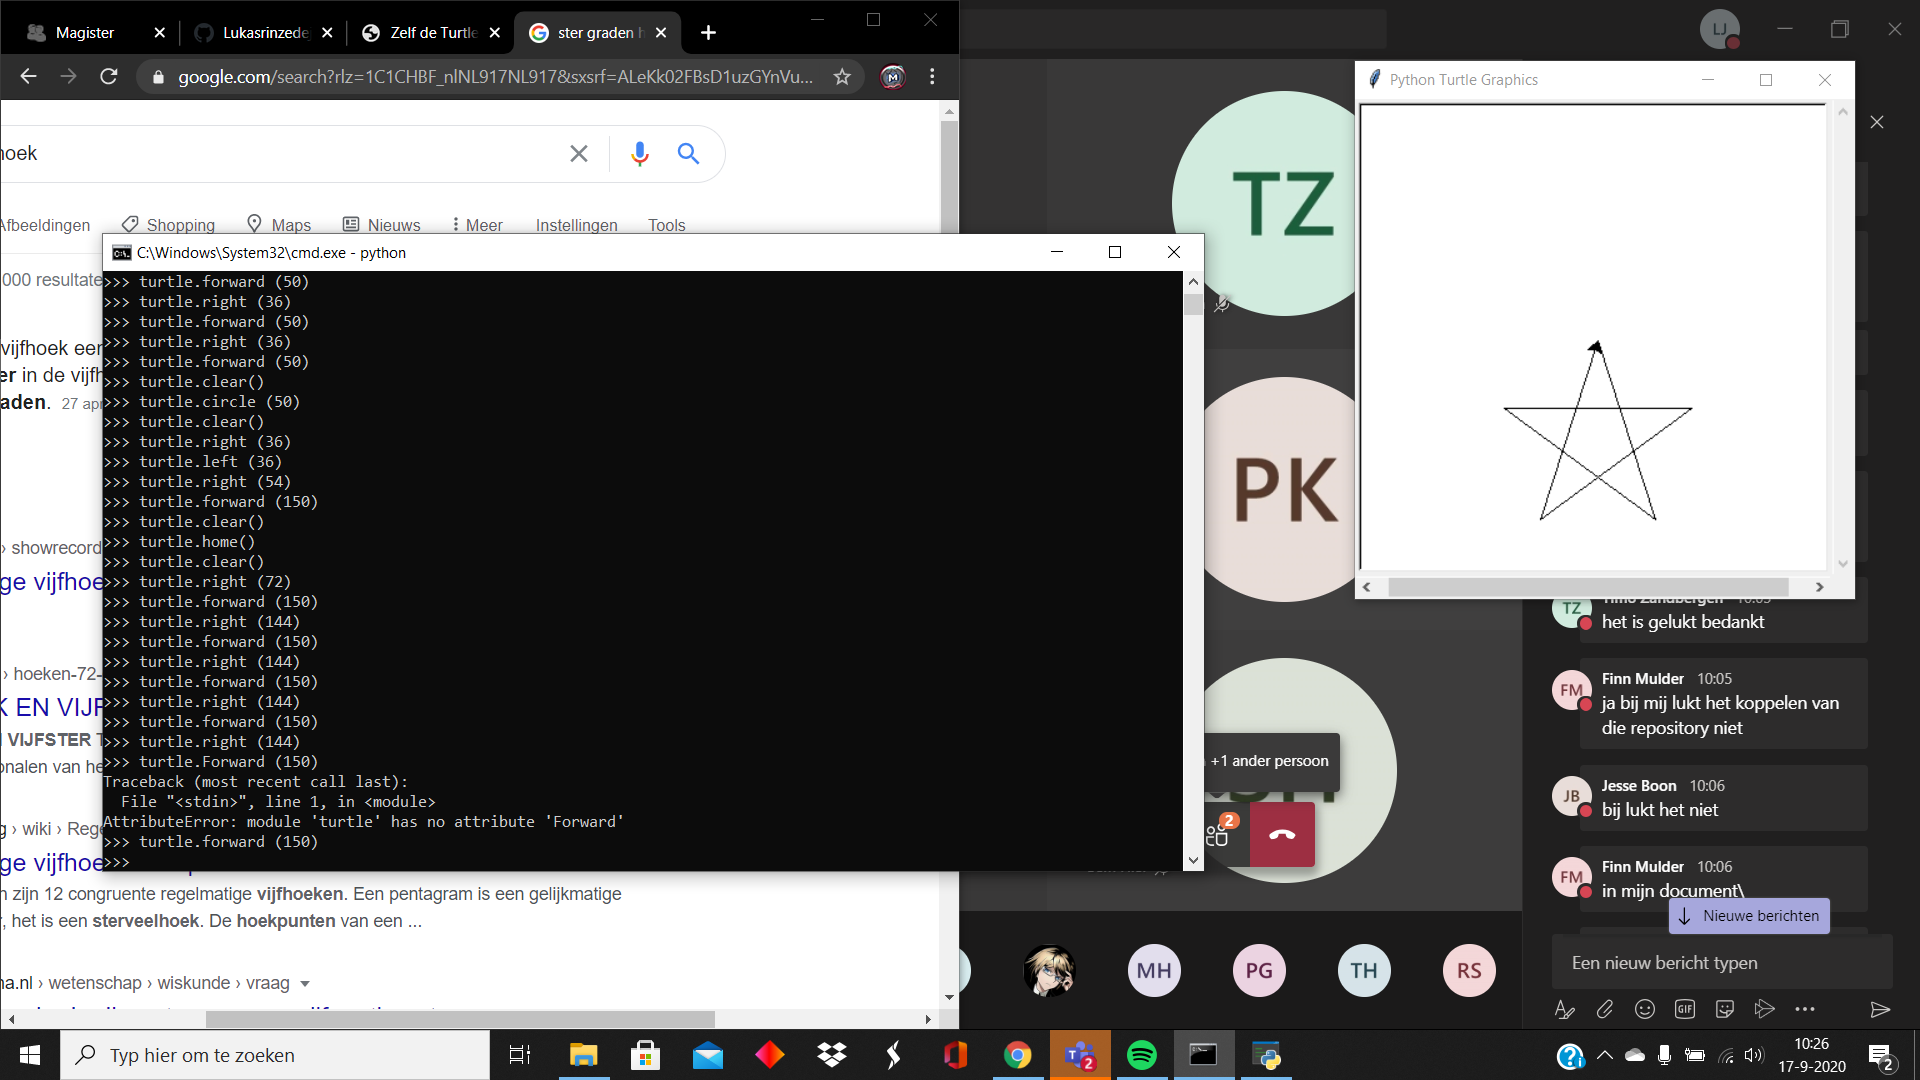 Magister
Lukasrinzede
Zelf de Turtle
ster graden h
google.com/search?rlz=1C1CHBF_nlNL917NL917&sxsrf=ALeKk02FBsD1uzGYnVu...
hoek
Afbeeldingen
Shopping
Maps
Nieuws
Meer
Instellingen
Tools
000 resultate
vijfhoek een
er in de vijfh
aden. 27 apr
› showrecord
ge vijfhoe
› hoeken-72-
K EN VIJF
VIJFSTER T
onalen van he
g › wiki › Rege
ge vijfhoe
n zijn 12 congruente regelmatige vijfhoeken. Een pentagram is een gelijkmatige
, het is een sterveelhoek. De hoekpunten van een ...
na.nl › wetenschap › wiskunde › vraag
C:\Windows\System32\cmd.exe - python
>>> turtle.forward (50)
>>> turtle.right (36)
>>> turtle.forward (50)
>>> turtle.right (36)
>>> turtle.forward (50)
>>> turtle.clear()
>>> turtle.circle (50)
>>> turtle.clear()
>>> turtle.right (36)
>>> turtle.left (36)
>>> turtle.right (54)
>>> turtle.forward (150)
>>> turtle.clear()
>>> turtle.home()
>>> turtle.clear()
>>> turtle.right (72)
>>> turtle.forward (150)
>>> turtle.right (144)
>>> turtle.forward (150)
>>> turtle.right (144)
>>> turtle.forward (150)
>>> turtle.right (144)
>>> turtle.forward (150)
>>> turtle.right (144)
>>> turtle.Forward (150)
Traceback (most recent call last):
File "<stdin>", line 1, in <module>
AttributeError: module 'turtle' has no attribute 'Forward'
>>> turtle.forward (150)
>>>
LJ
Python Turtle Graphics
TZ
PK
+1 ander persoon
2
MH
PG
TH
RS
TZ
Timo Zandbergen 10:05
het is gelukt bedankt
FM
Finn Mulder 10:05
ja bij mij lukt het koppelen van
die repository niet
JB
Jesse Boon 10:06
bij lukt het niet
FM
Finn Mulder 10:06
in mijn document\
Nieuwe berichten
Een nieuw bericht typen
GIF
Typ hier om te zoeken
2
10:26
17-9-2020
2